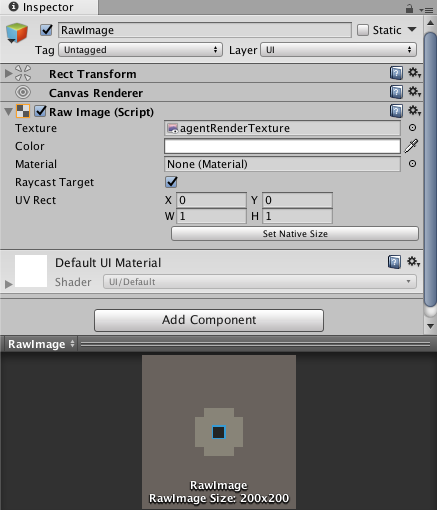 Inspector
RawImage Static
Tag Untagged Layer UI
Rect Transform
Canvas Renderer
Raw Image (Script)
Texture agentRenderTexture
Color
Material None (Material)
Raycast Target
UV Rect X 0 Y 0
W 1 H 1
Set Native Size
Default UI Material
Shader UI/Default
Add Component
RawImage
RawImage
RawImage Size: 200x200